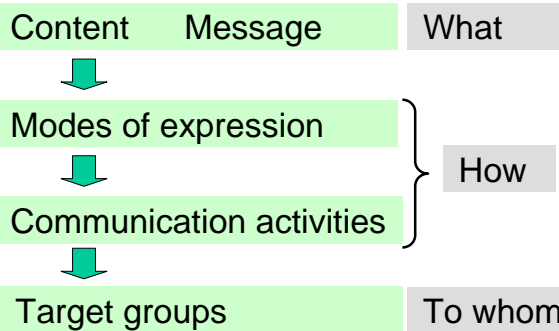 Content Message What
Modes of expression
How
Communication activities
Target groups To whom